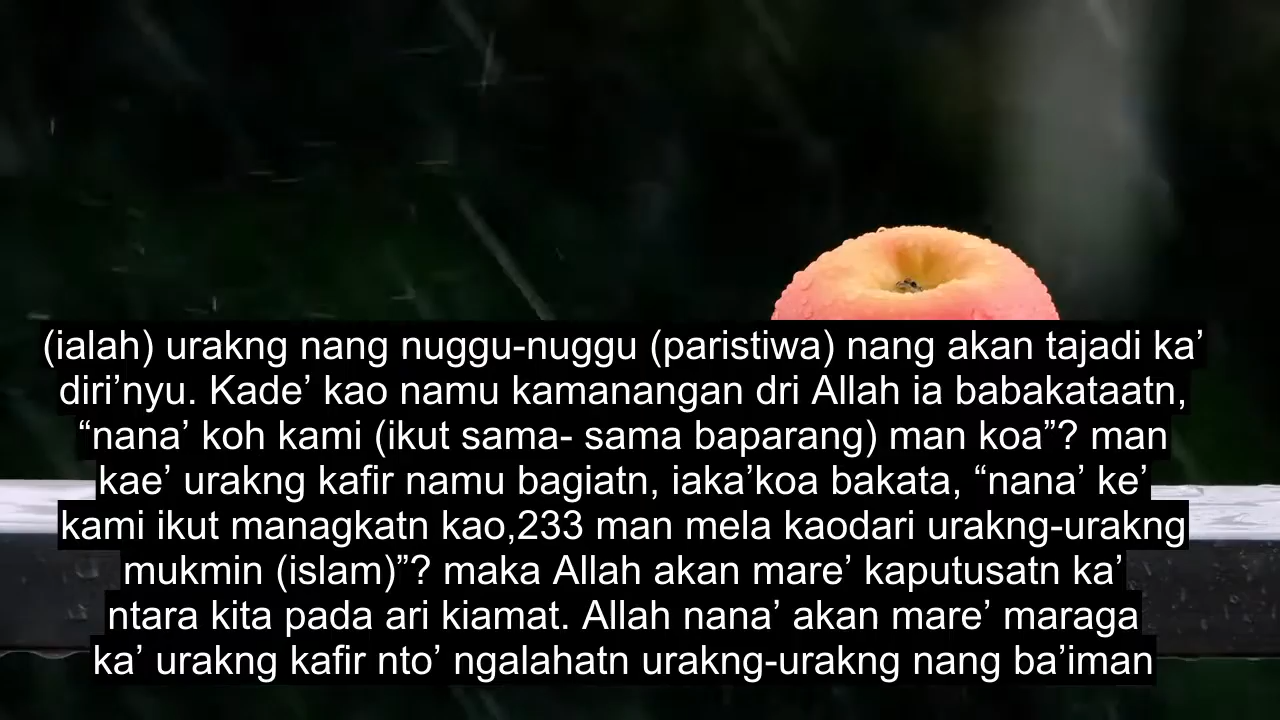 (ialah) urakng nang nuggu-nuggu (paristiwa) nang akan tajadi ka’
diri’nyu. Kade’ kao namu kamanangan dri Allah ia babakataatn,
“nana’ koh kami (ikut sama- sama baparang) man koa”? man
kae’ urakng kafir namu bagiatn, iaka’koa bakata, “nana’ ke’
kami ikut managkatn kao,233 man mela kaodari urakng-urakng
mukmin (islam)”? maka Allah akan mare’ kaputusatn ka’
ntara kita pada ari kiamat. Allah nana’ akan mare’ maraga
ka’ urakng kafir nto’ ngalahatn urakng-urakng nang ba’iman